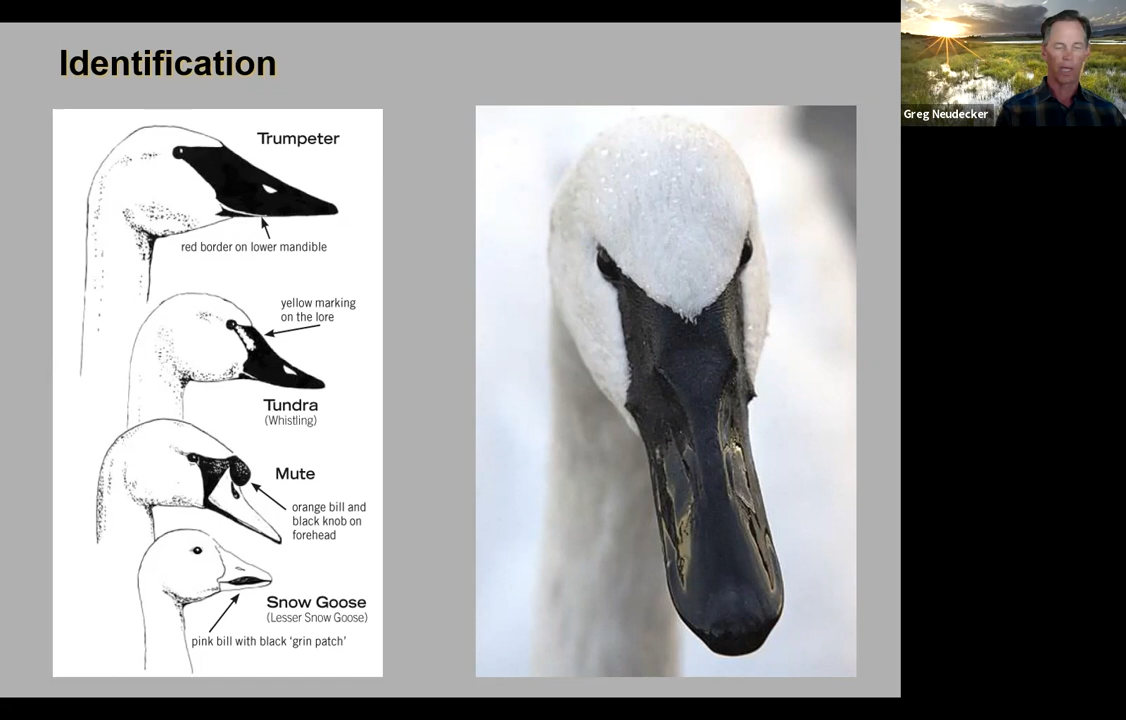 Identification
Trumpeter
red border on lower mandible
yellow marking
on the lore
Tundra
(Whistling)
Mute
orange bill and
black knob on
forehead
Snow Goose
(Lesser Snow Goose)
pink bill with black ‘grin patch’
Greg Neudecker